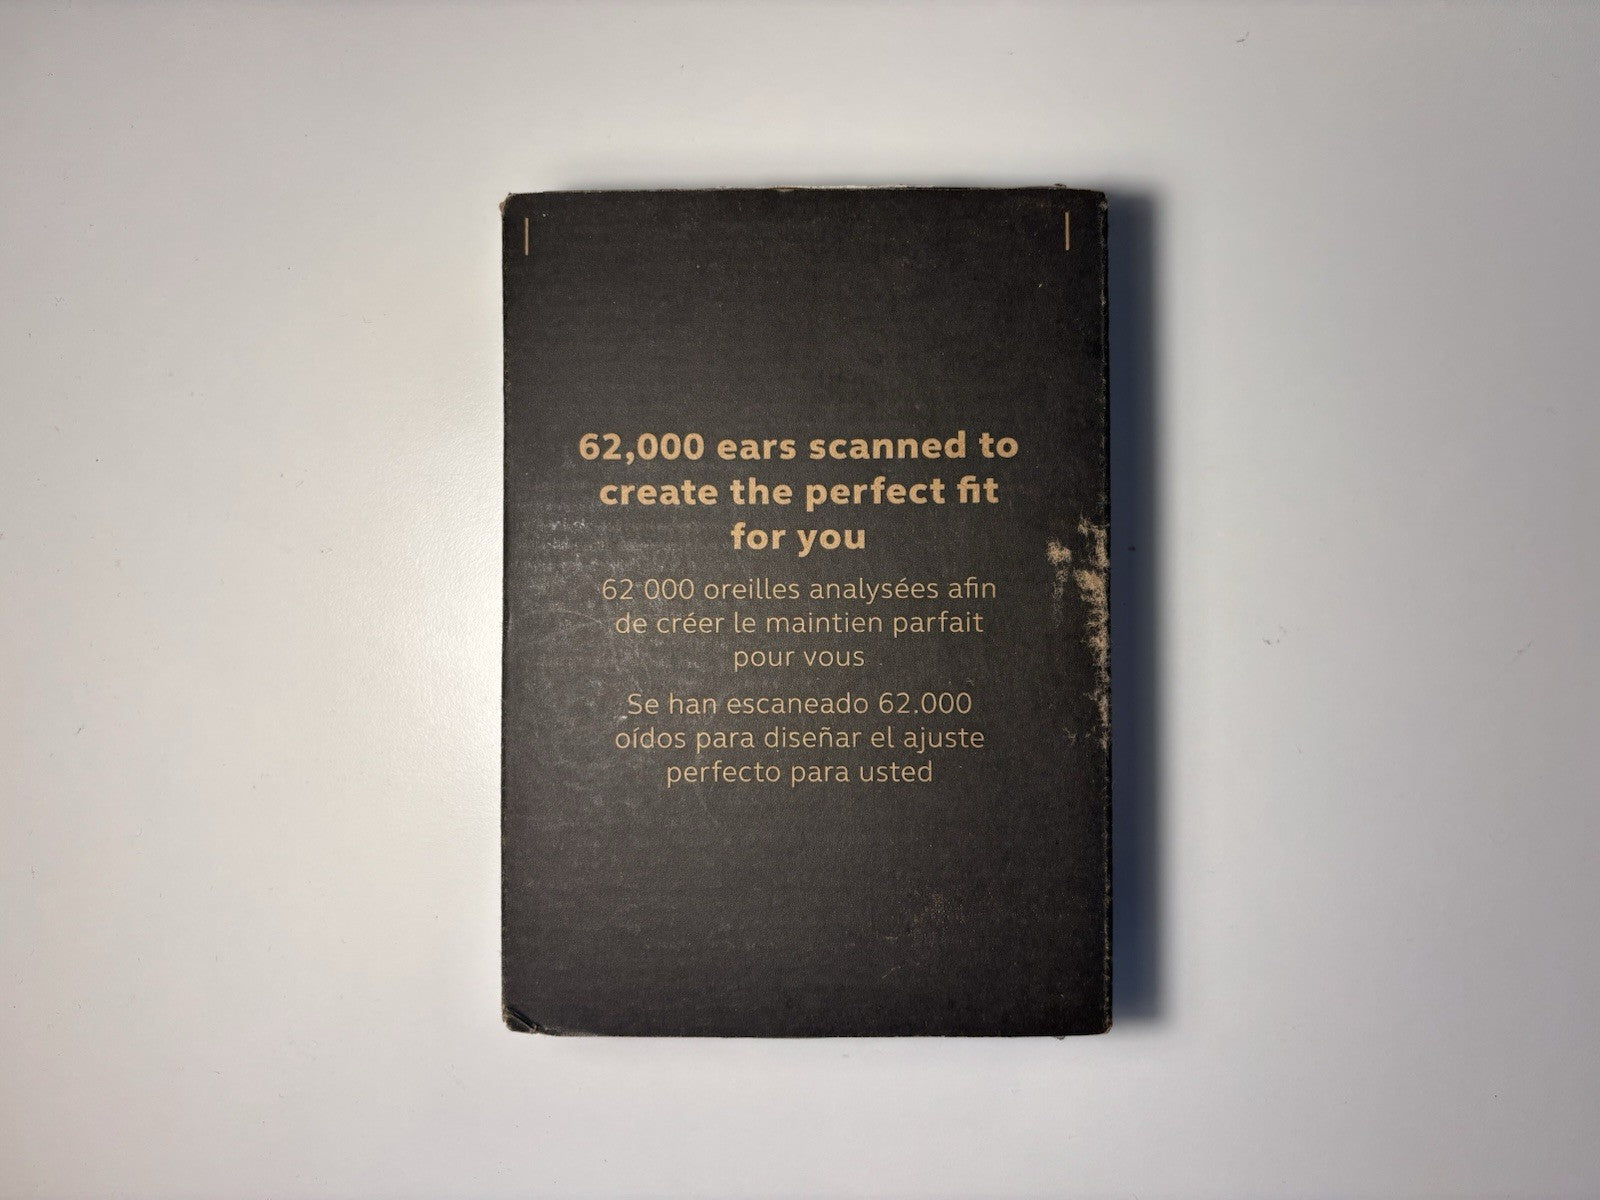 62,000 ears scanned to
create the perfect fit
for you
62 000 oreilles analysées afin
de créer le maintien parfait
pour vous
Se han escaneado 62.000
oídos para diseñar el ajuste
perfecto para usted